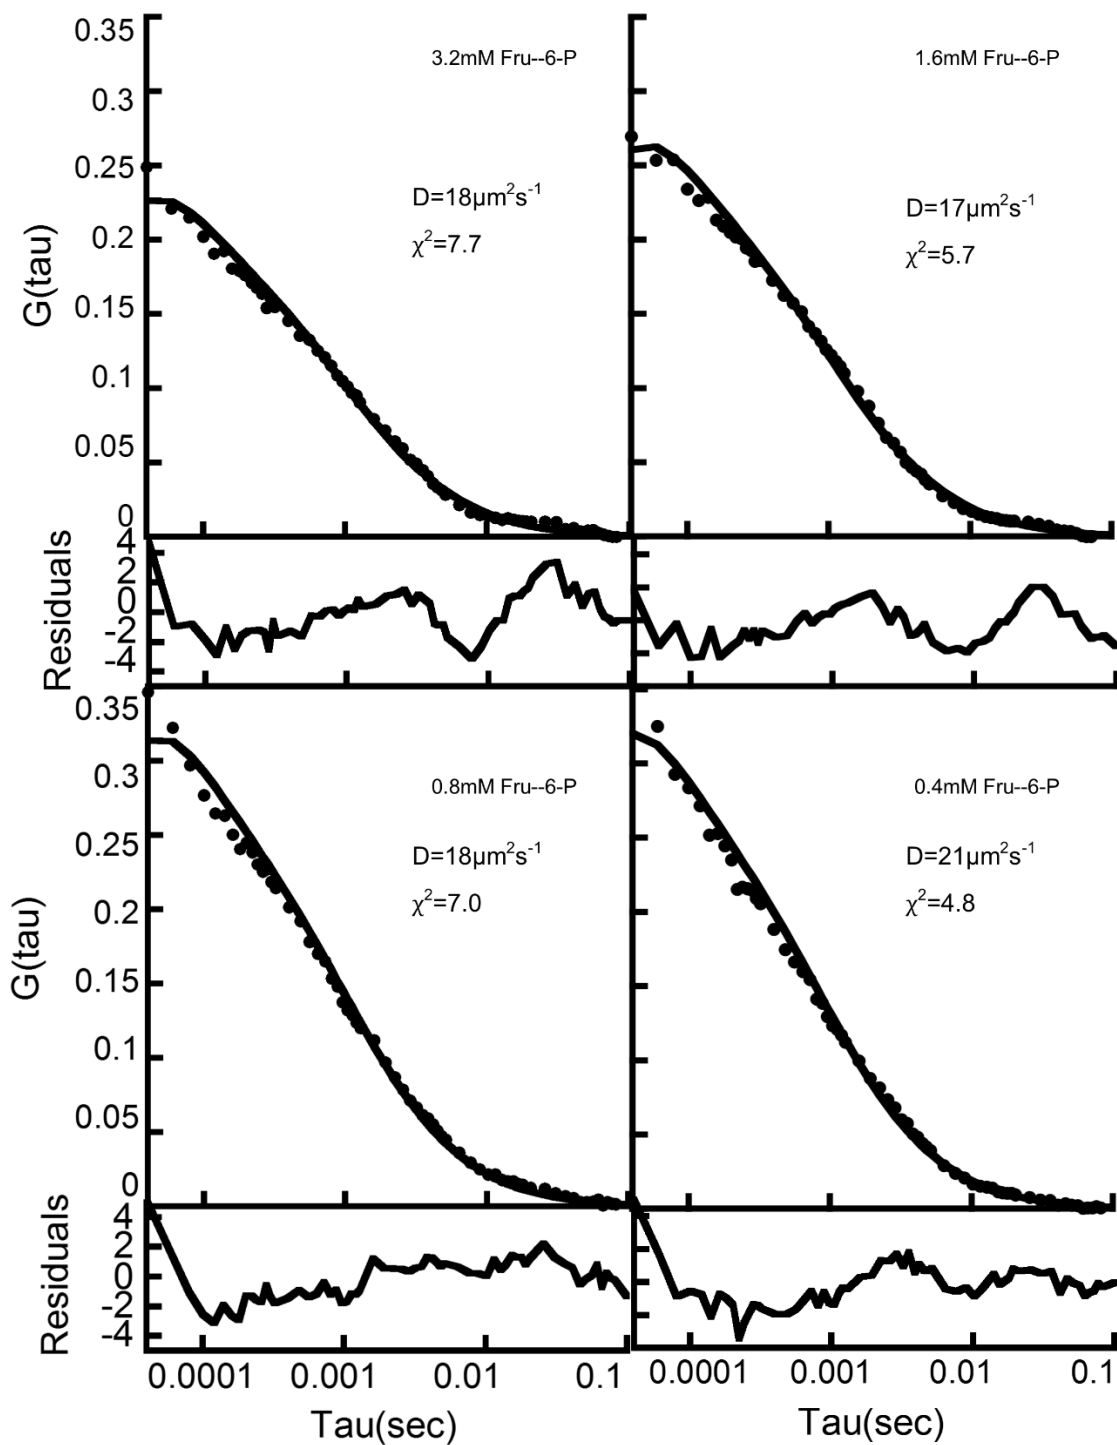 0.35
0.3
0.25
0.2
0.15
0.1
0.05
0
G(tau)
3.2mM Fru--6-P
D=18μm²s⁻¹
χ²=7.7
1.6mM Fru--6-P
D=17μm²s⁻¹
χ²=5.7
4
2
0
-2
-4
Residuals
0.35
0.3
0.25
0.2
0.15
0.1
0.05
0
G(tau)
0.8mM Fru--6-P
D=18μm²s⁻¹
χ²=7.0
0.4mM Fru--6-P
D=21μm²s⁻¹
χ²=4.8
4
2
0
-2
-4
Residuals
0.0001 0.001 0.01 0.1
0.0001 0.001 0.01 0.1
Tau(sec)
Tau(sec)